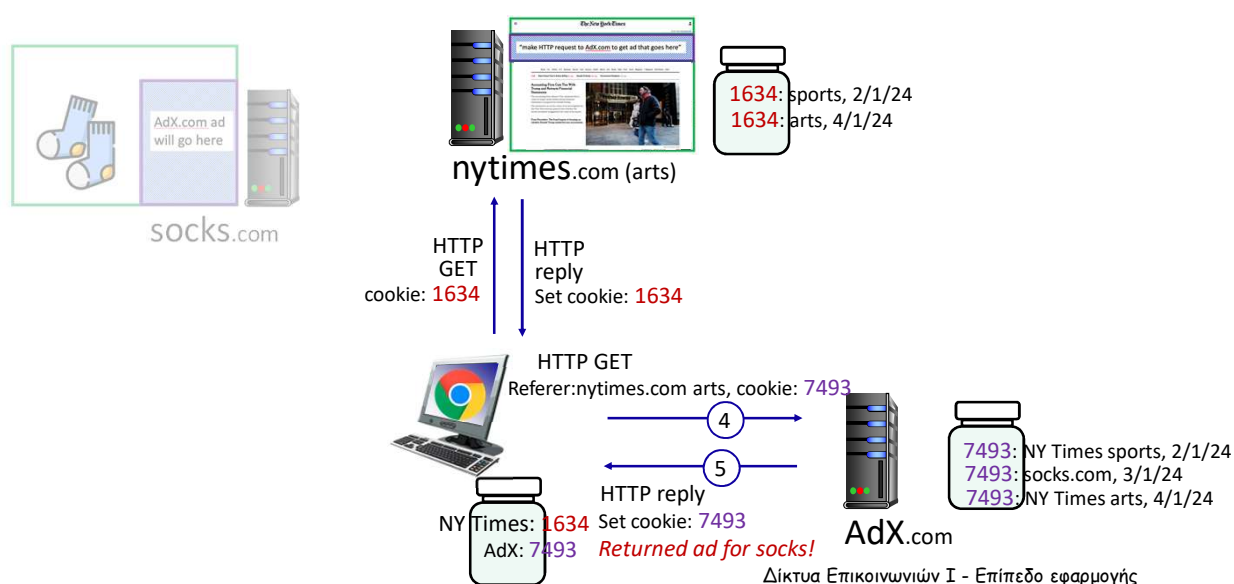 The New York Times
"make HTTP request to AdX.com to get ad that goes here"
AdX.com ad
will go here
socks.com
nytimes.com (arts)
1634: sports, 2/1/24
1634: arts, 4/1/24
HTTP
GET
cookie: 1634
HTTP
reply
Set cookie: 1634
HTTP GET
Referer:nytimes.com arts, cookie: 7493
4
5
HTTP reply
Set cookie: 7493
Returned ad for socks!
NY Times: 1634
AdX: 7493
AdX.com
7493: NY Times sports, 2/1/24
7493: socks.com, 3/1/24
7493: NY Times arts, 4/1/24
Δίκτυα Επικοινωνιών Ι - Επίπεδο εφαρμογής